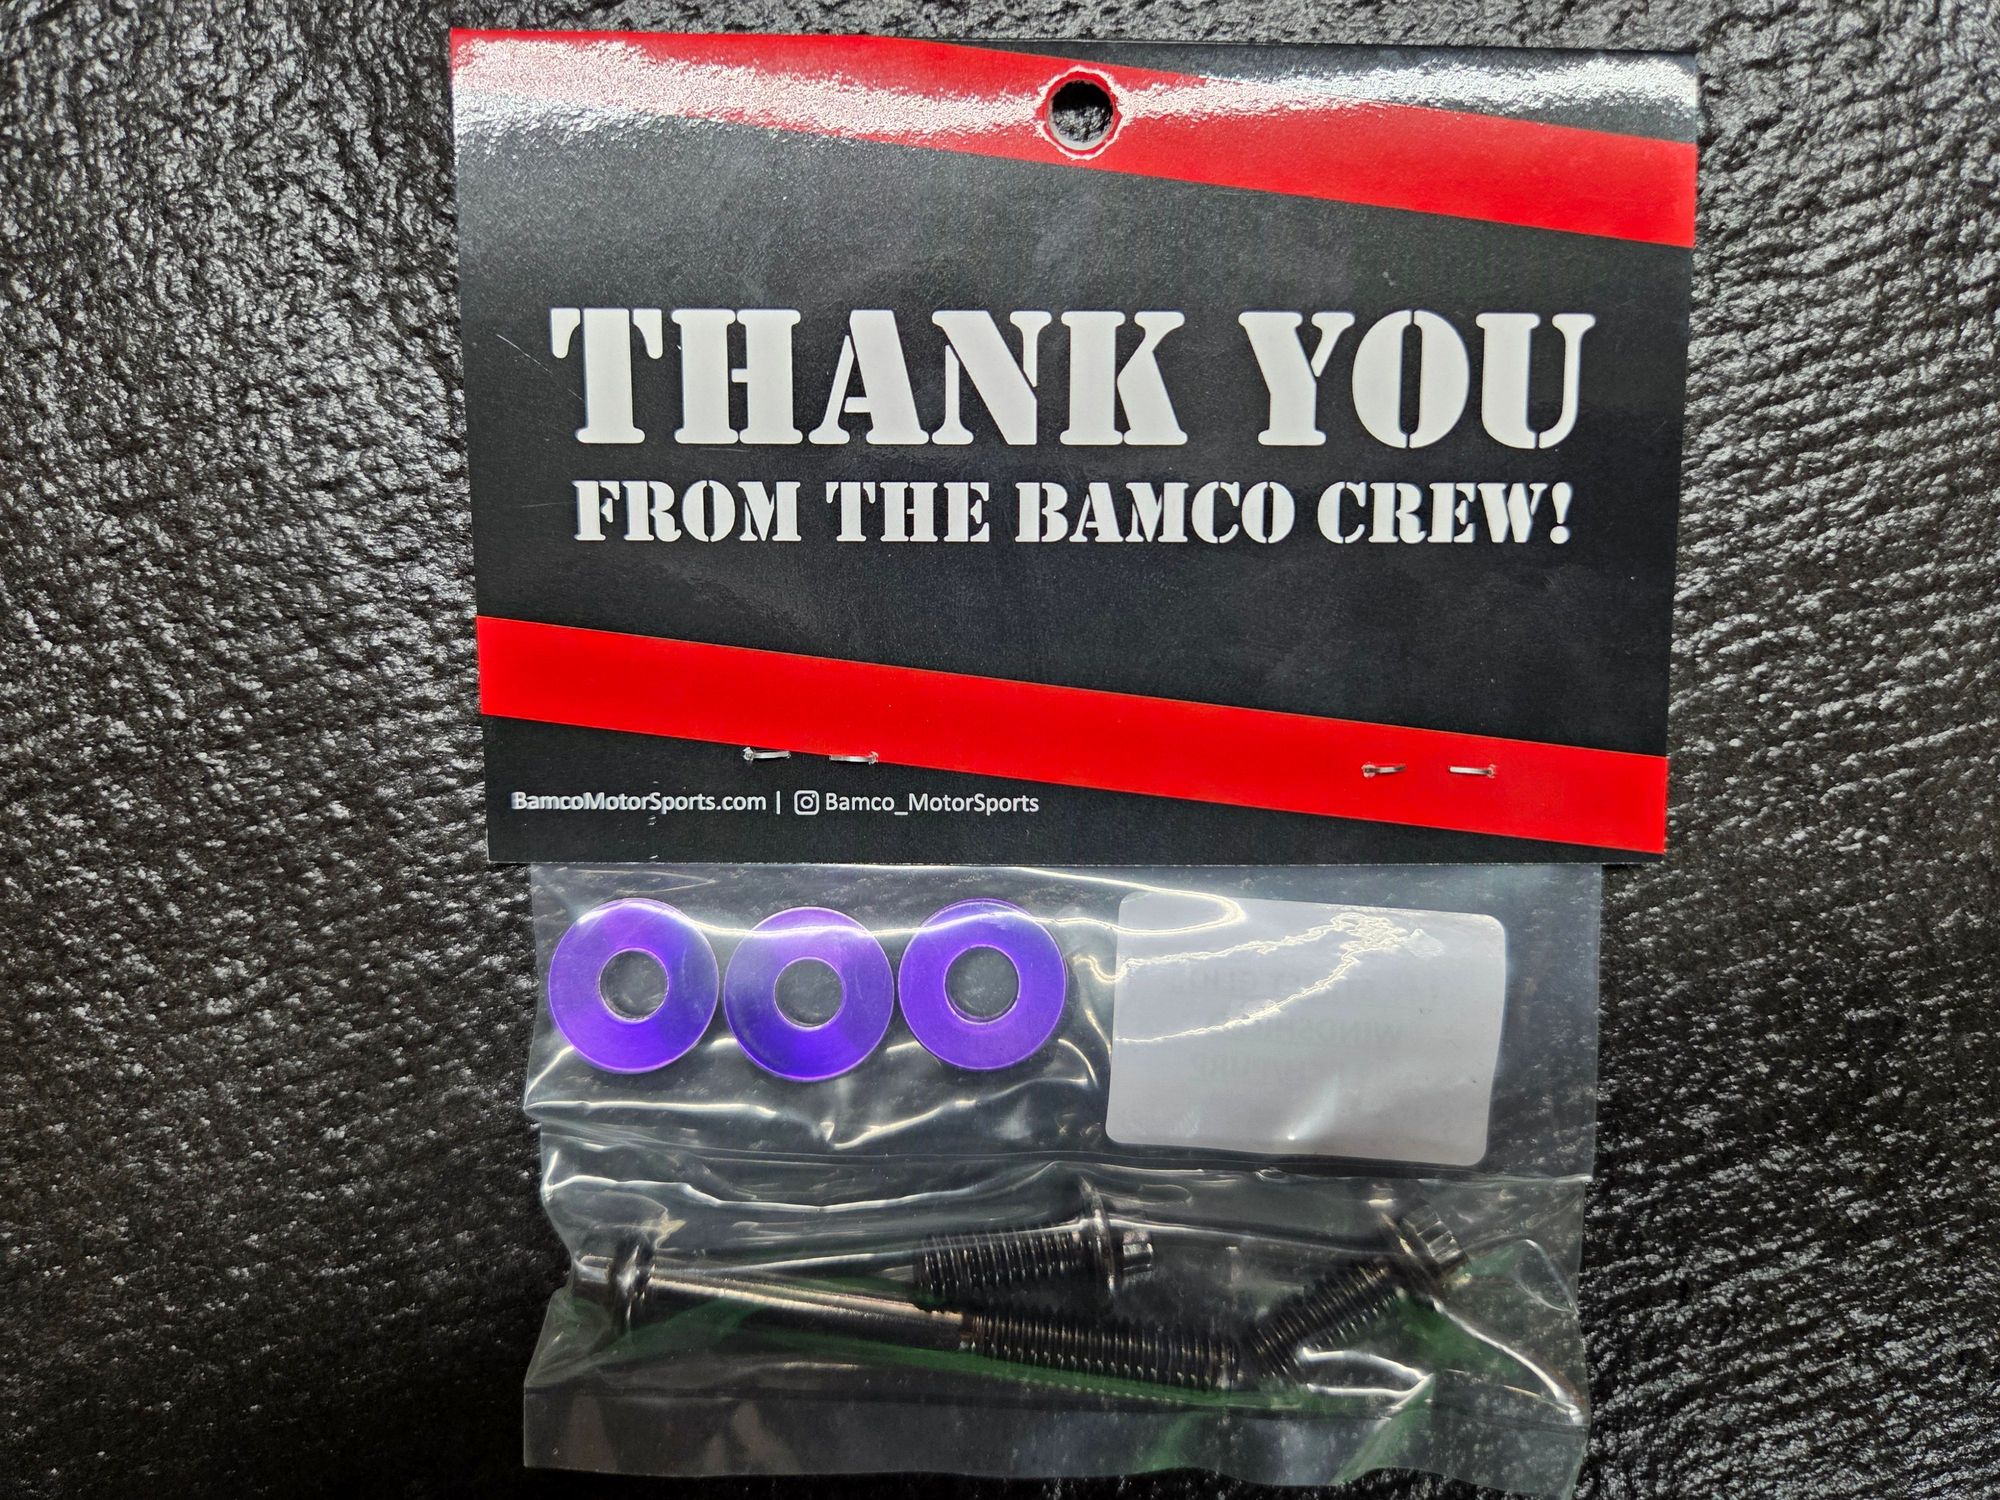 THANK YOU
FROM THE BAMCO CREW!
BamcoMotorSports.com | Bamco_MotorSports